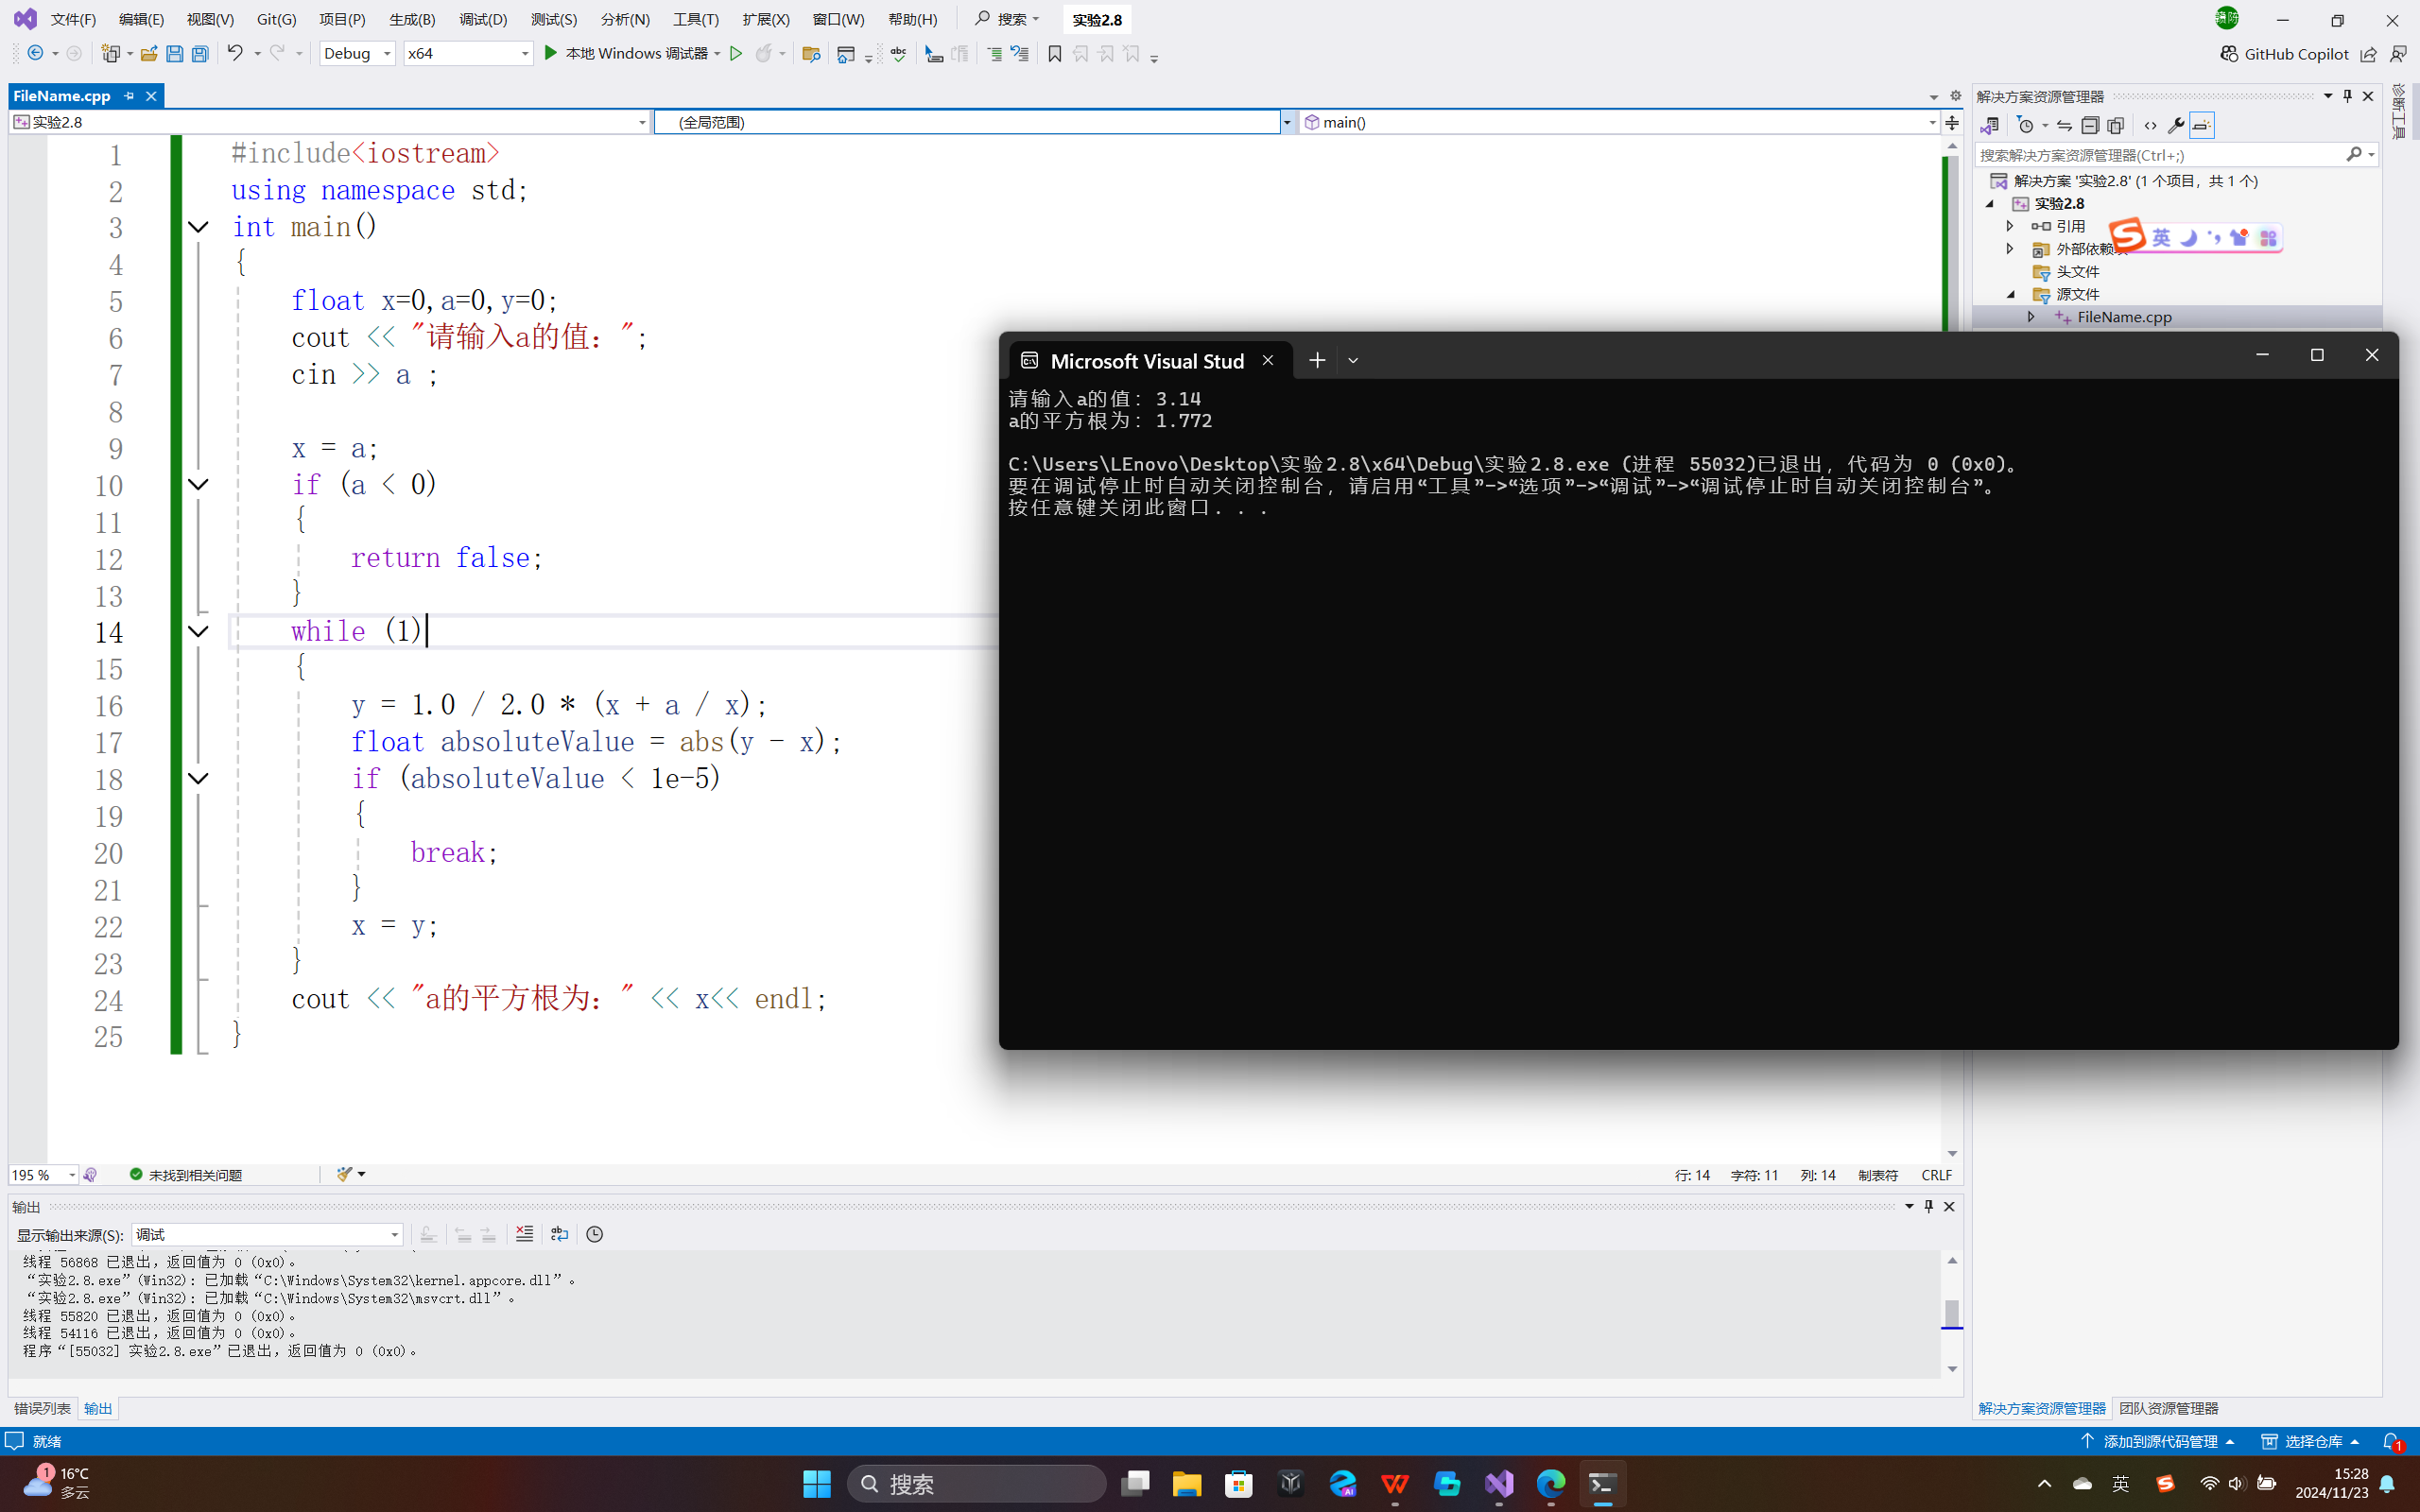 文件(F) 编辑(E) 视图(V) Git(G) 项目(P) 生成(B) 调试(D) 测试(S) 分析(N) 工具(T) 扩展(X) 窗口(W) 帮助(H) 搜索 实验2.8
Debug x64 本地 Windows 调试器 GitHub Copilot
FileName.cpp
实验2.8 (全局范围) main()
1 #include<iostream>
2 using namespace std;
3 int main()
4 {
5 float x=0,a=0,y=0;
6 cout << "请输入a的值: ";
7 cin >> a ;
8
9 x = a;
10 if (a < 0)
11 {
12 return false;
13 }
14 while (1)
15 {
16 y = 1.0 / 2.0 * (x + a / x);
17 float absoluteValue = abs(y - x);
18 if (absoluteValue < 1e-5)
19 {
20 break;
21 }
22 x = y;
23 }
24 cout << "a的平方根为: " << x<< endl;
25 }
195 % 未找到相关问题 行: 14 字符: 11 列: 14 制表符 CRLF
解决方案资源管理器
搜索解决方案资源管理器(Ctrl+;)
解决方案 '实验2.8' (1 个项目, 共 1 个)
实验2.8
引用
外部依赖
头文件
源文件
FileName.cpp
英
诊断工具
Microsoft Visual Stud
请输入a的值: 3.14
a的平方根为: 1.772
C:\Users\LEnovo\Desktop\实验2.8\x64\Debug\实验2.8.exe (进程 55032)已退出，代码为 0 (0x0)。
要在调试停止时自动关闭控制台，请启用“工具”->“选项”->“调试”->“调试停止时自动关闭控制台”。
按任意键关闭此窗口. . .
输出
显示输出来源(S): 调试
线程 56868 已退出，返回值为 0 (0x0)。
“实验2.8.exe”(Win32): 已加载“C:\Windows\System32\kernel.appcore.dll”。
“实验2.8.exe”(Win32): 已加载“C:\Windows\System32\msvcrt.dll”。
线程 55820 已退出，返回值为 0 (0x0)。
线程 54116 已退出，返回值为 0 (0x0)。
程序“[55032] 实验2.8.exe”已退出，返回值为 0 (0x0)。
错误列表 输出
解决方案资源管理器 团队资源管理器
就绪 添加到源代码管理 选择仓库 1
1 16°C
多云
搜索
英
15:28
2024/11/23